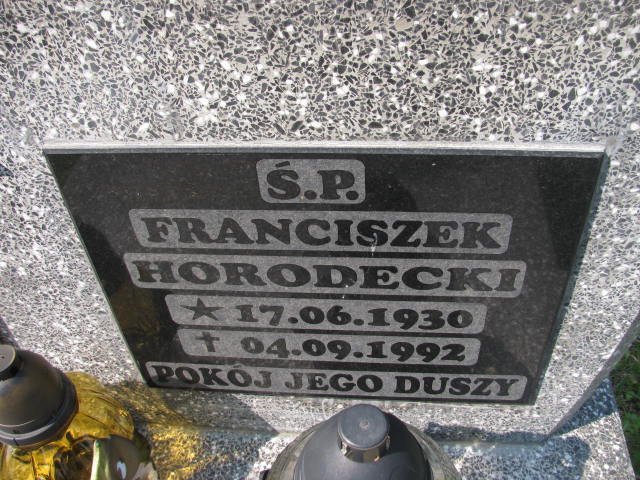 Ś.P.
FRANCISZEK
HORODECKI
★ 17.06.1930
✝ 04.09.1992
POKÓJ JEGO DUSZY